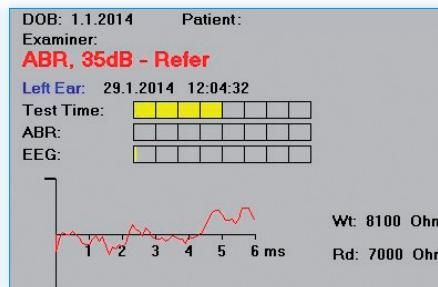 DOB: 1.1.2014 Patient:
Examiner:
ABR, 35dB - Refer
Left Ear: 29.1.2014 12:04:32
Test Time:
ABR:
EEG:
1 2 3 4 5 6 ms
Wt: 8100 Ohm
Rd: 7000 Ohm